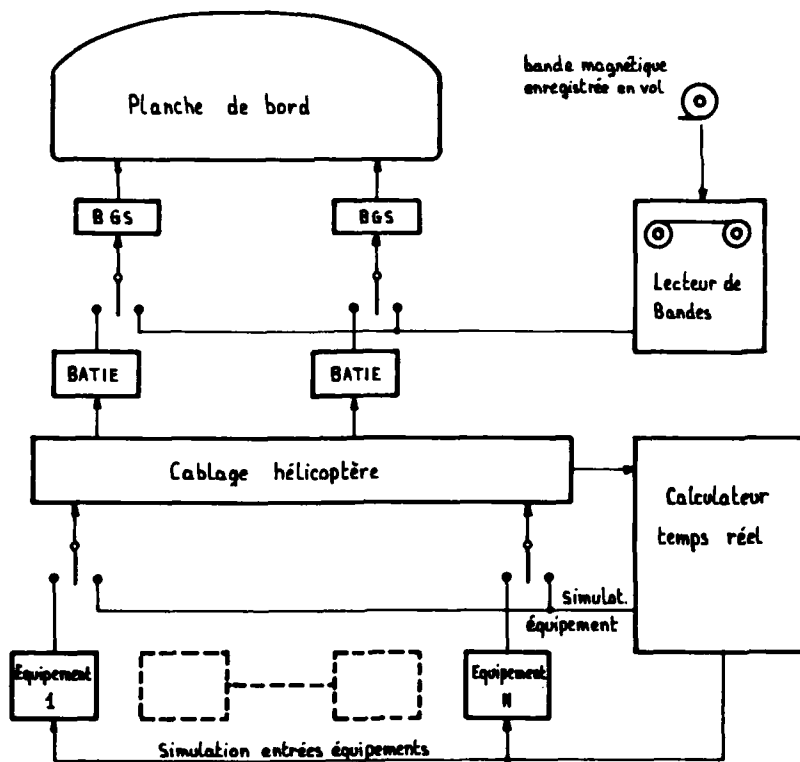 Planche de bord
bande magnétique
enregistrée en vol
BGS
BGS
Lecteur de
Bandes
BATIE
BATIE
Cablage hélicoptère
Calculateur
temps réel
Simulat.
équipement
Equipement
1
Equipement
N
Simulation entrées équipements